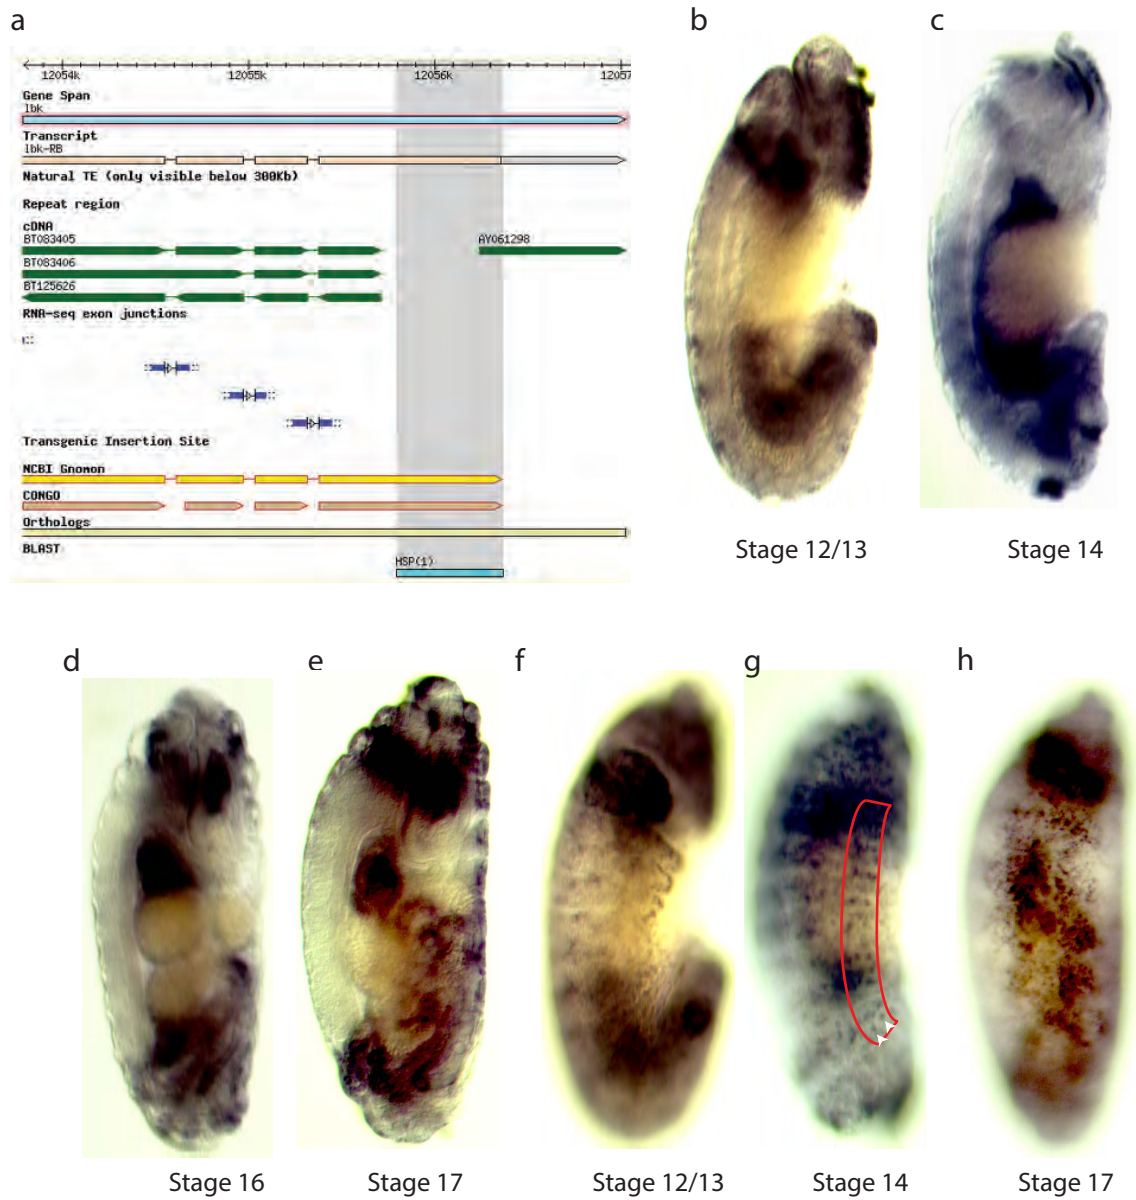 a
b
c
12054k 12055k 12056k 12057
Gene Span
lbk
Transcript
lbk-RB
Natural TE (only visible below 300Kb)
Repeat region
cDNA
BT083405 AY061298
BT083406
BT125626
RNA-seq exon junctions
Transgenic Insertion Site
NCBI Gnomon
CONGO
Orthologs
BLAST
HSP(1)
Stage 12/13
Stage 14
d
e
f
g
h
Stage 16
Stage 17
Stage 12/13
Stage 14
Stage 17